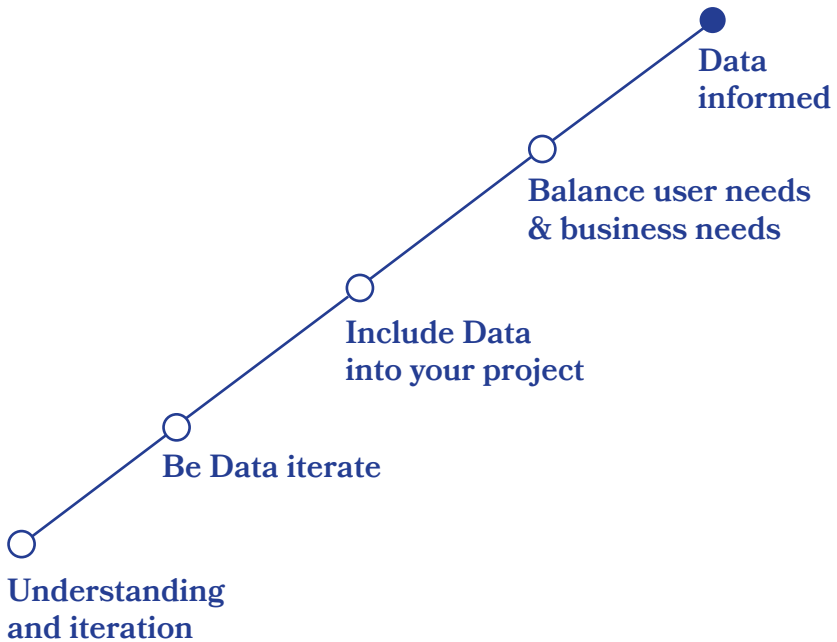 Data
informed
Balance user needs
& business needs
Include Data
into your project
Be Data iterate
Understanding
and iteration